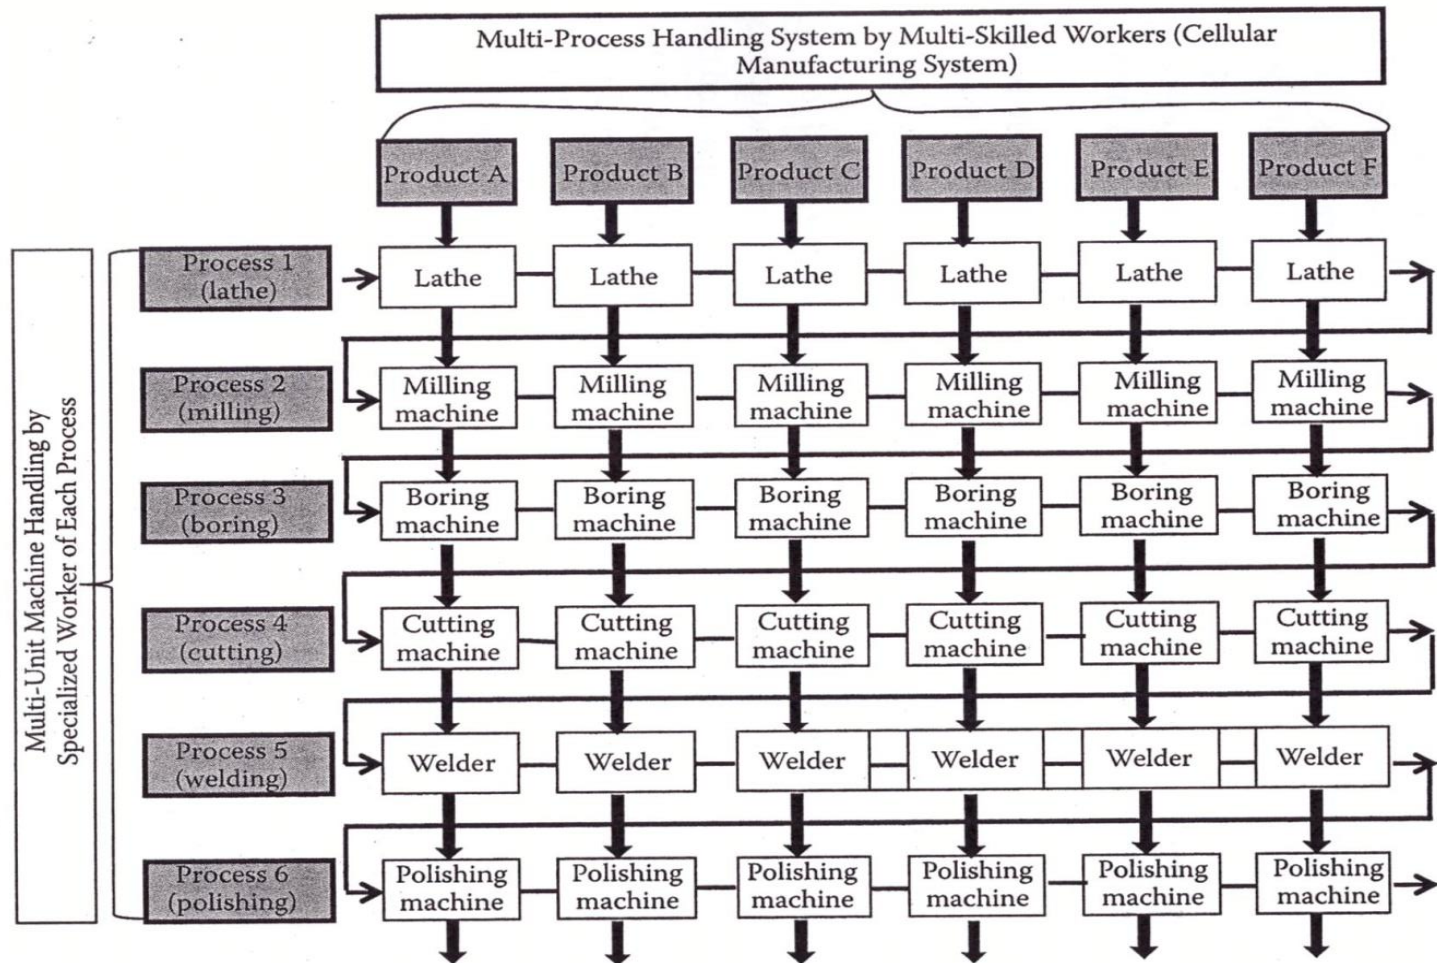 Multi-Process Handling System by Multi-Skilled Workers (Cellular
Manufacturing System)
Product A
Product B
Product C
Product D
Product E
Product F
Multi-Unit Machine Handling by
Specialized Worker of Each Process
Process 1
(lathe)
Lathe
Lathe
Lathe
Lathe
Lathe
Lathe
Process 2
(milling)
Milling
machine
Milling
machine
Milling
machine
Milling
machine
Milling
machine
Milling
machine
Process 3
(boring)
Boring
machine
Boring
machine
Boring
machine
Boring
machine
Boring
machine
Boring
machine
Process 4
(cutting)
Cutting
machine
Cutting
machine
Cutting
machine
Cutting
machine
Cutting
machine
Cutting
machine
Process 5
(welding)
Welder
Welder
Welder
Welder
Welder
Welder
Process 6
(polishing)
Polishing
machine
Polishing
machine
Polishing
machine
Polishing
machine
Polishing
machine
Polishing
machine